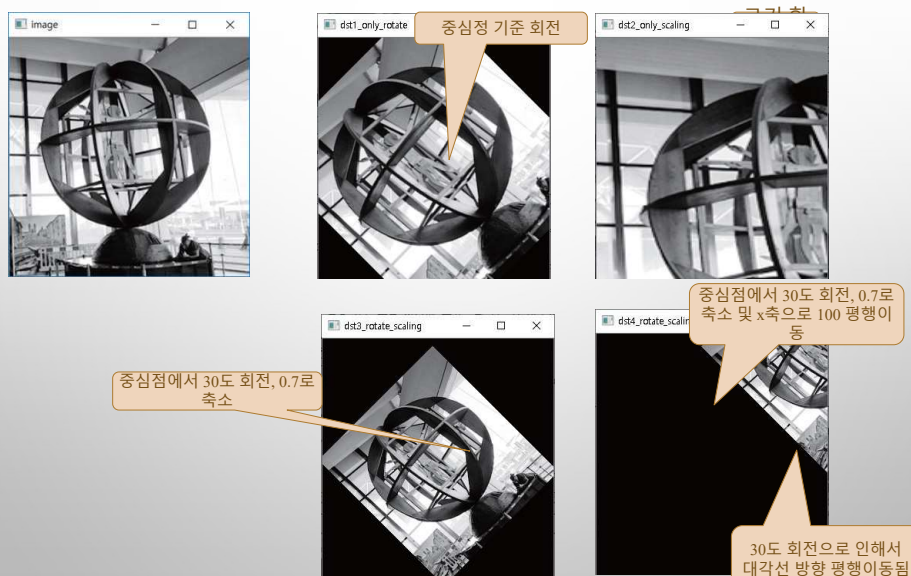 image
dst1_only_rotate
중심정 기준 회전
dst2_only_scaling
dst3_rotate_scaling
중심점에서 30도 회전, 0.7로
축소
dst4_rotate_scalin
중심점에서 30도 회전, 0.7로
축소 및 x축으로 100 평행이
동
30도 회전으로 인해서
대각선 방향 평행이동됨